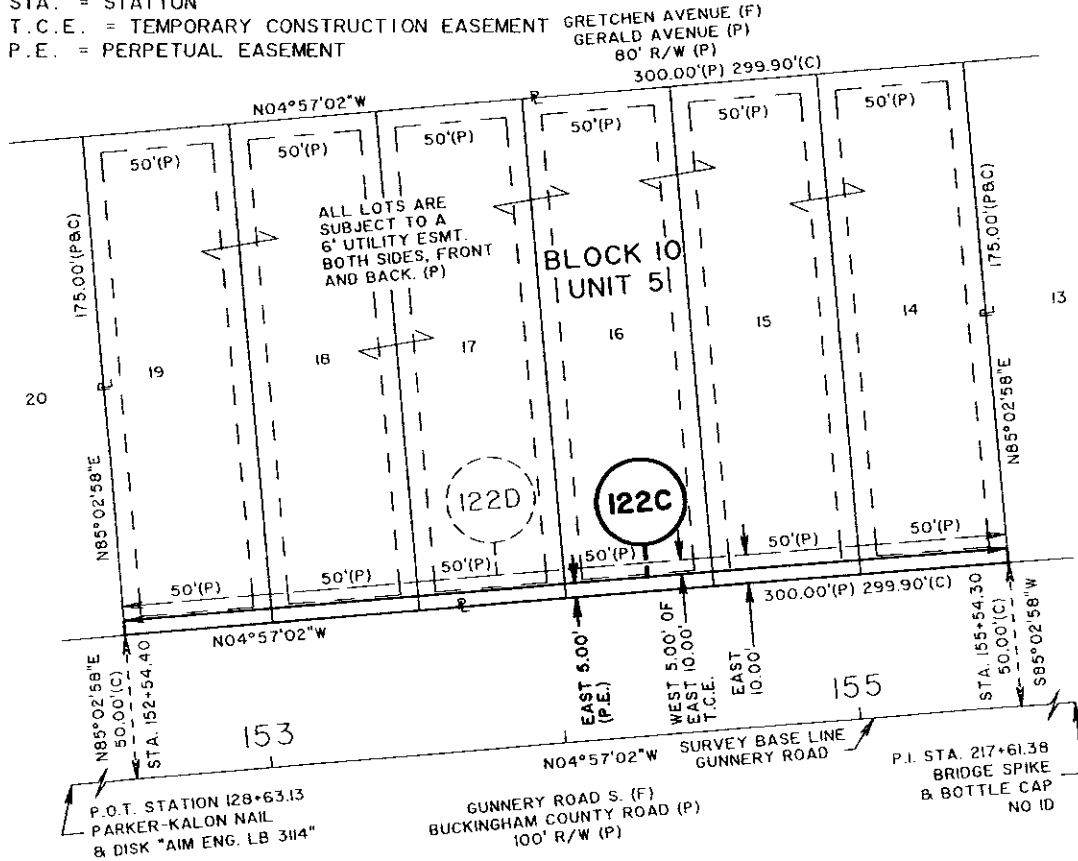 STA. = STATION
T.C.E. = TEMPORARY CONSTRUCTION EASEMENT
P.E. = PERPETUAL EASEMENT
GRETCHEN AVENUE (F)
GERALD AVENUE (P)
80' R/W (P)
300.00'(P) 299.90'(C)
N04°57'02"W
PL
50'(P)
50'(P)
50'(P)
50'(P)
50'(P)
50'(P)
175.00'(P&C)
175.00'(P&C)
ALL LOTS ARE
SUBJECT TO A
6' UTILITY ESMT.
BOTH SIDES, FRONT
AND BACK. (P)
BLOCK 10
UNIT 5
20
19
18
17
16
15
14
13
PL
PL
N85°02'58"E
N85°02'58"E
122D
122C
50'(P)
50'(P)
50'(P)
50'(P)
50'(P)
50'(P)
PL
N04°57'02"W
300.00'(P) 299.90'(C)
N85°02'58"E
50.00'(C)
STA. 152+54.40
EAST 5.00'
(P.E.)
WEST 5.00' OF
EAST 10.00'
T.C.E.
EAST
10.00'
STA. 155+54.30
50.00'(C)
S85°02'58"W
153
155
N04°57'02"W
SURVEY BASE LINE
GUNNERY ROAD
P.O.T. STATION 128+63.13
PARKER-KALON NAIL
& DISK "AIM ENG. LB 3114"
GUNNERY ROAD S. (F)
BUCKINGHAM COUNTY ROAD (P)
100' R/W (P)
P.I. STA. 217+61.38
BRIDGE SPIKE
& BOTTLE CAP
NO ID